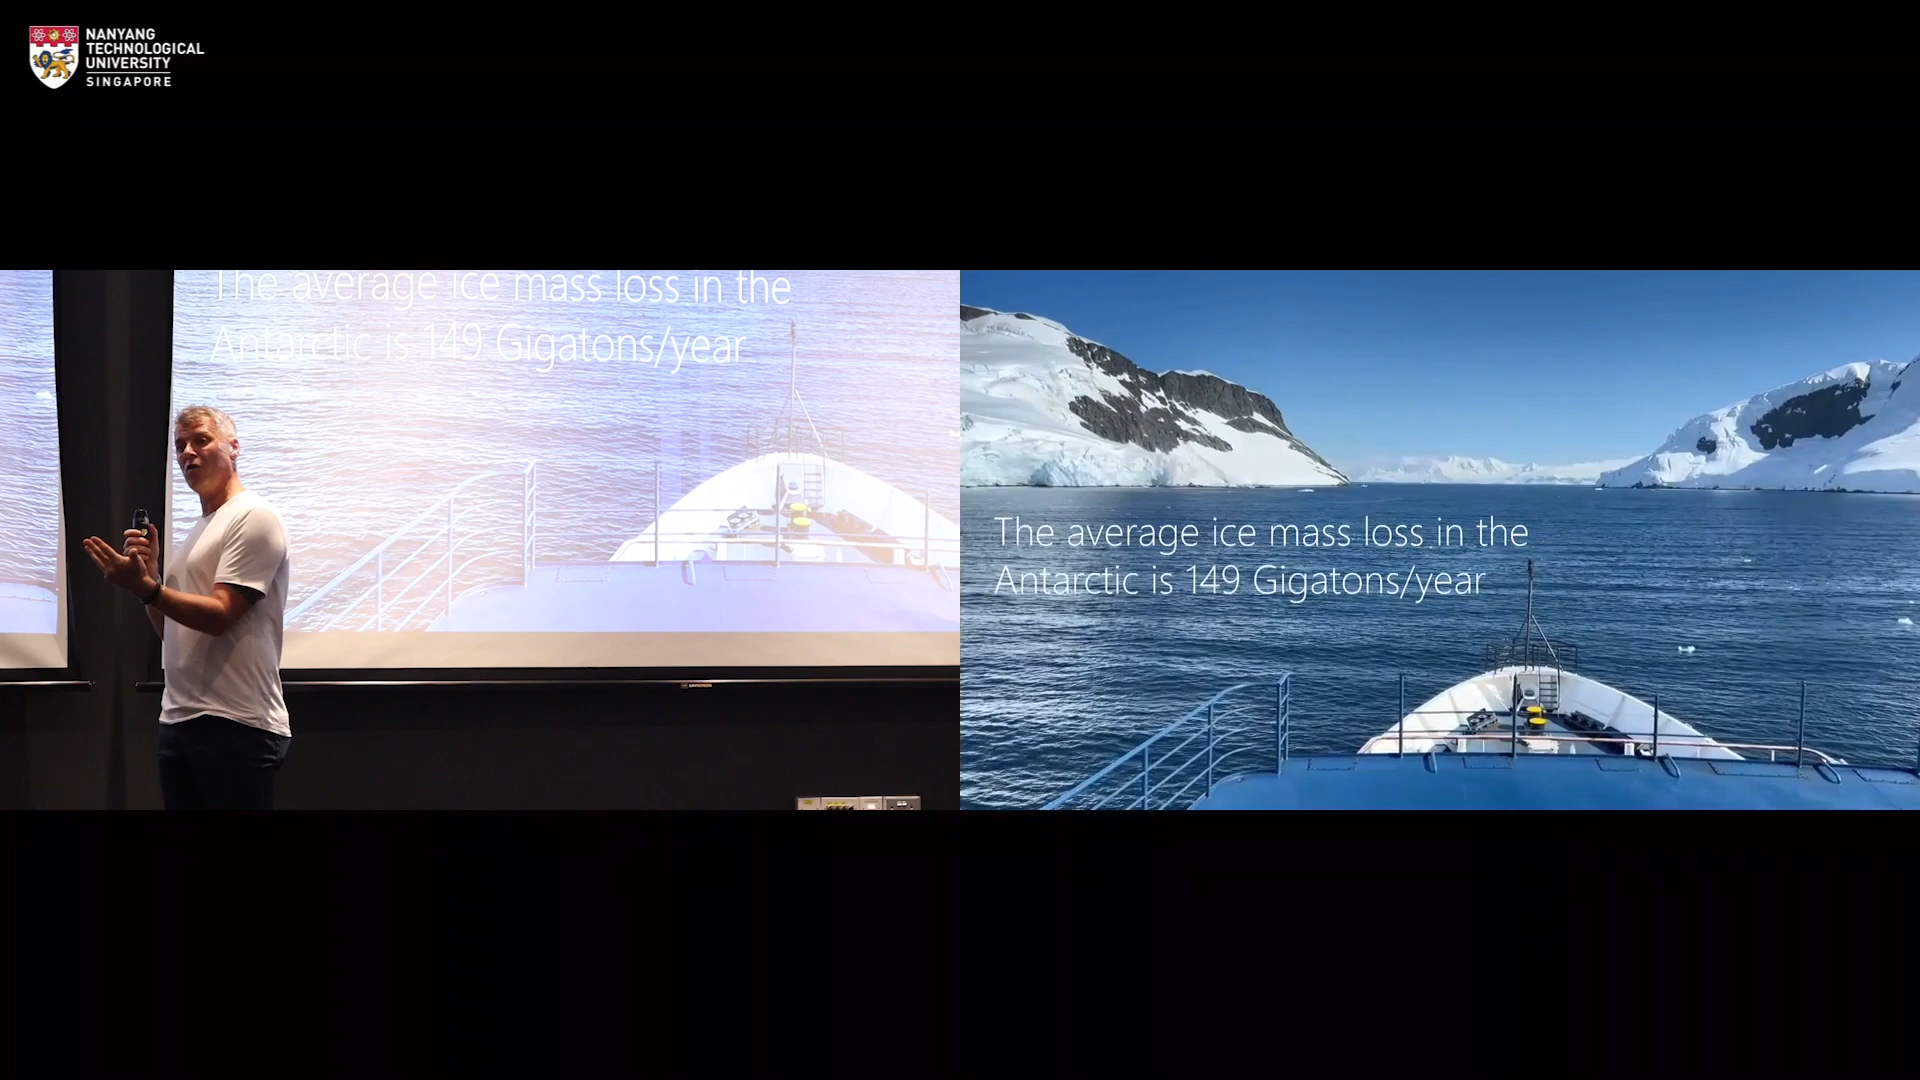 NANYANG
TECHNOLOGICAL
UNIVERSITY
SINGAPORE
The average ice mass loss in the
Antarctic is 149 Gigatons/year
The average ice mass loss in the
Antarctic is 149 Gigatons/year